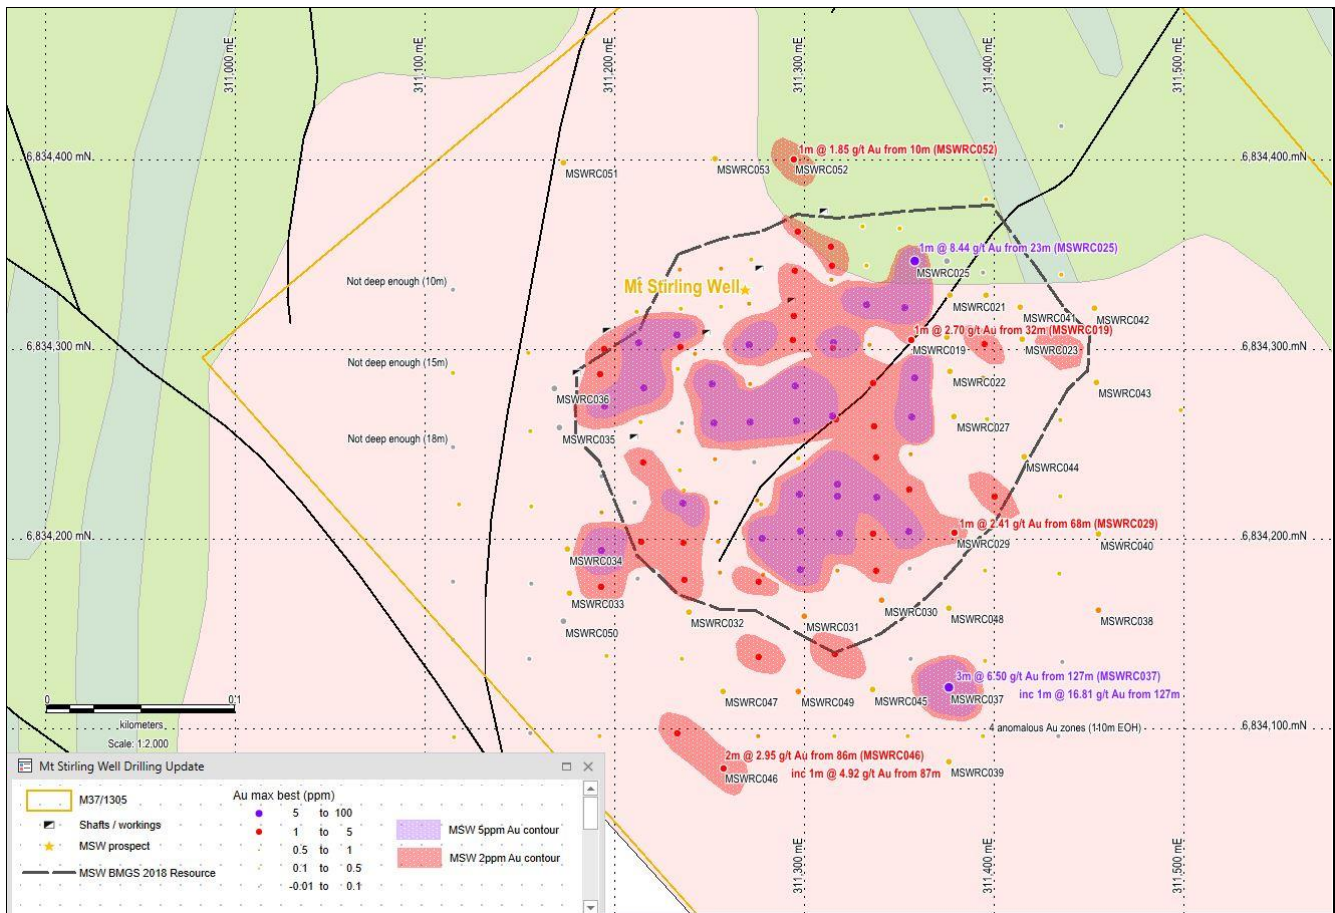 311,000 mE
311,100 mE
311,200 mE
311,300 mE
311,400 mE
311,500 mE
6,834,400 mN
6,834,400 mN
1m @ 1.85 g/t Au from 10m (MSWRC052)
MSWRC051
MSWRC053
MSWRC052
1m @ 8.44 g/t Au from 23m (MSWRC025)
MSWRC025
Not deep enough (10m)
Mt Stirling Well
MSWRC021
MSWRC041
MSWRC042
1m @ 2.70 g/t Au from 32m (MSWRC019)
6,834,300 mN
6,834,300 mN
MSWRC019
MSWRC023
Not deep enough (15m)
MSWRC022
MSWRC036
MSWRC043
MSWRC027
Not deep enough (18m)
MSWRC035
MSWRC044
6,834,200 mN
6,834,200 mN
1m @ 2.41 g/t Au from 68m (MSWRC029)
MSWRC029
MSWRC040
MSWRC034
MSWRC033
MSWRC032
MSWRC030
MSWRC031
MSWRC048
MSWRC038
MSWRC050
3m @ 6.50 g/t Au from 127m (MSWRC037)
inc 1m @ 16.81 g/t Au from 127m
MSWRC037
MSWRC047
MSWRC049
MSWRC045
6,834,100 mN
4 anomalous Au zones (140m EOH)
2m @ 2.95 g/t Au from 86m (MSWRC046)
inc 1m @ 4.92 g/t Au from 87m
MSWRC046
MSWRC039
0
0.1
kilometers
Scale: 1:2,000
311,300 mE
311,400 mE
311,500 mE
Mt Stirling Well Drilling Update
M37/1305
Shafts / workings
MSW prospect
MSW BMGS 2018 Resource
Au max best (ppm)
5 to 100
1 to 5
0.5 to 1
0.1 to 0.5
-0.01 to 0.1
MSW 5ppm Au contour
MSW 2ppm Au contour